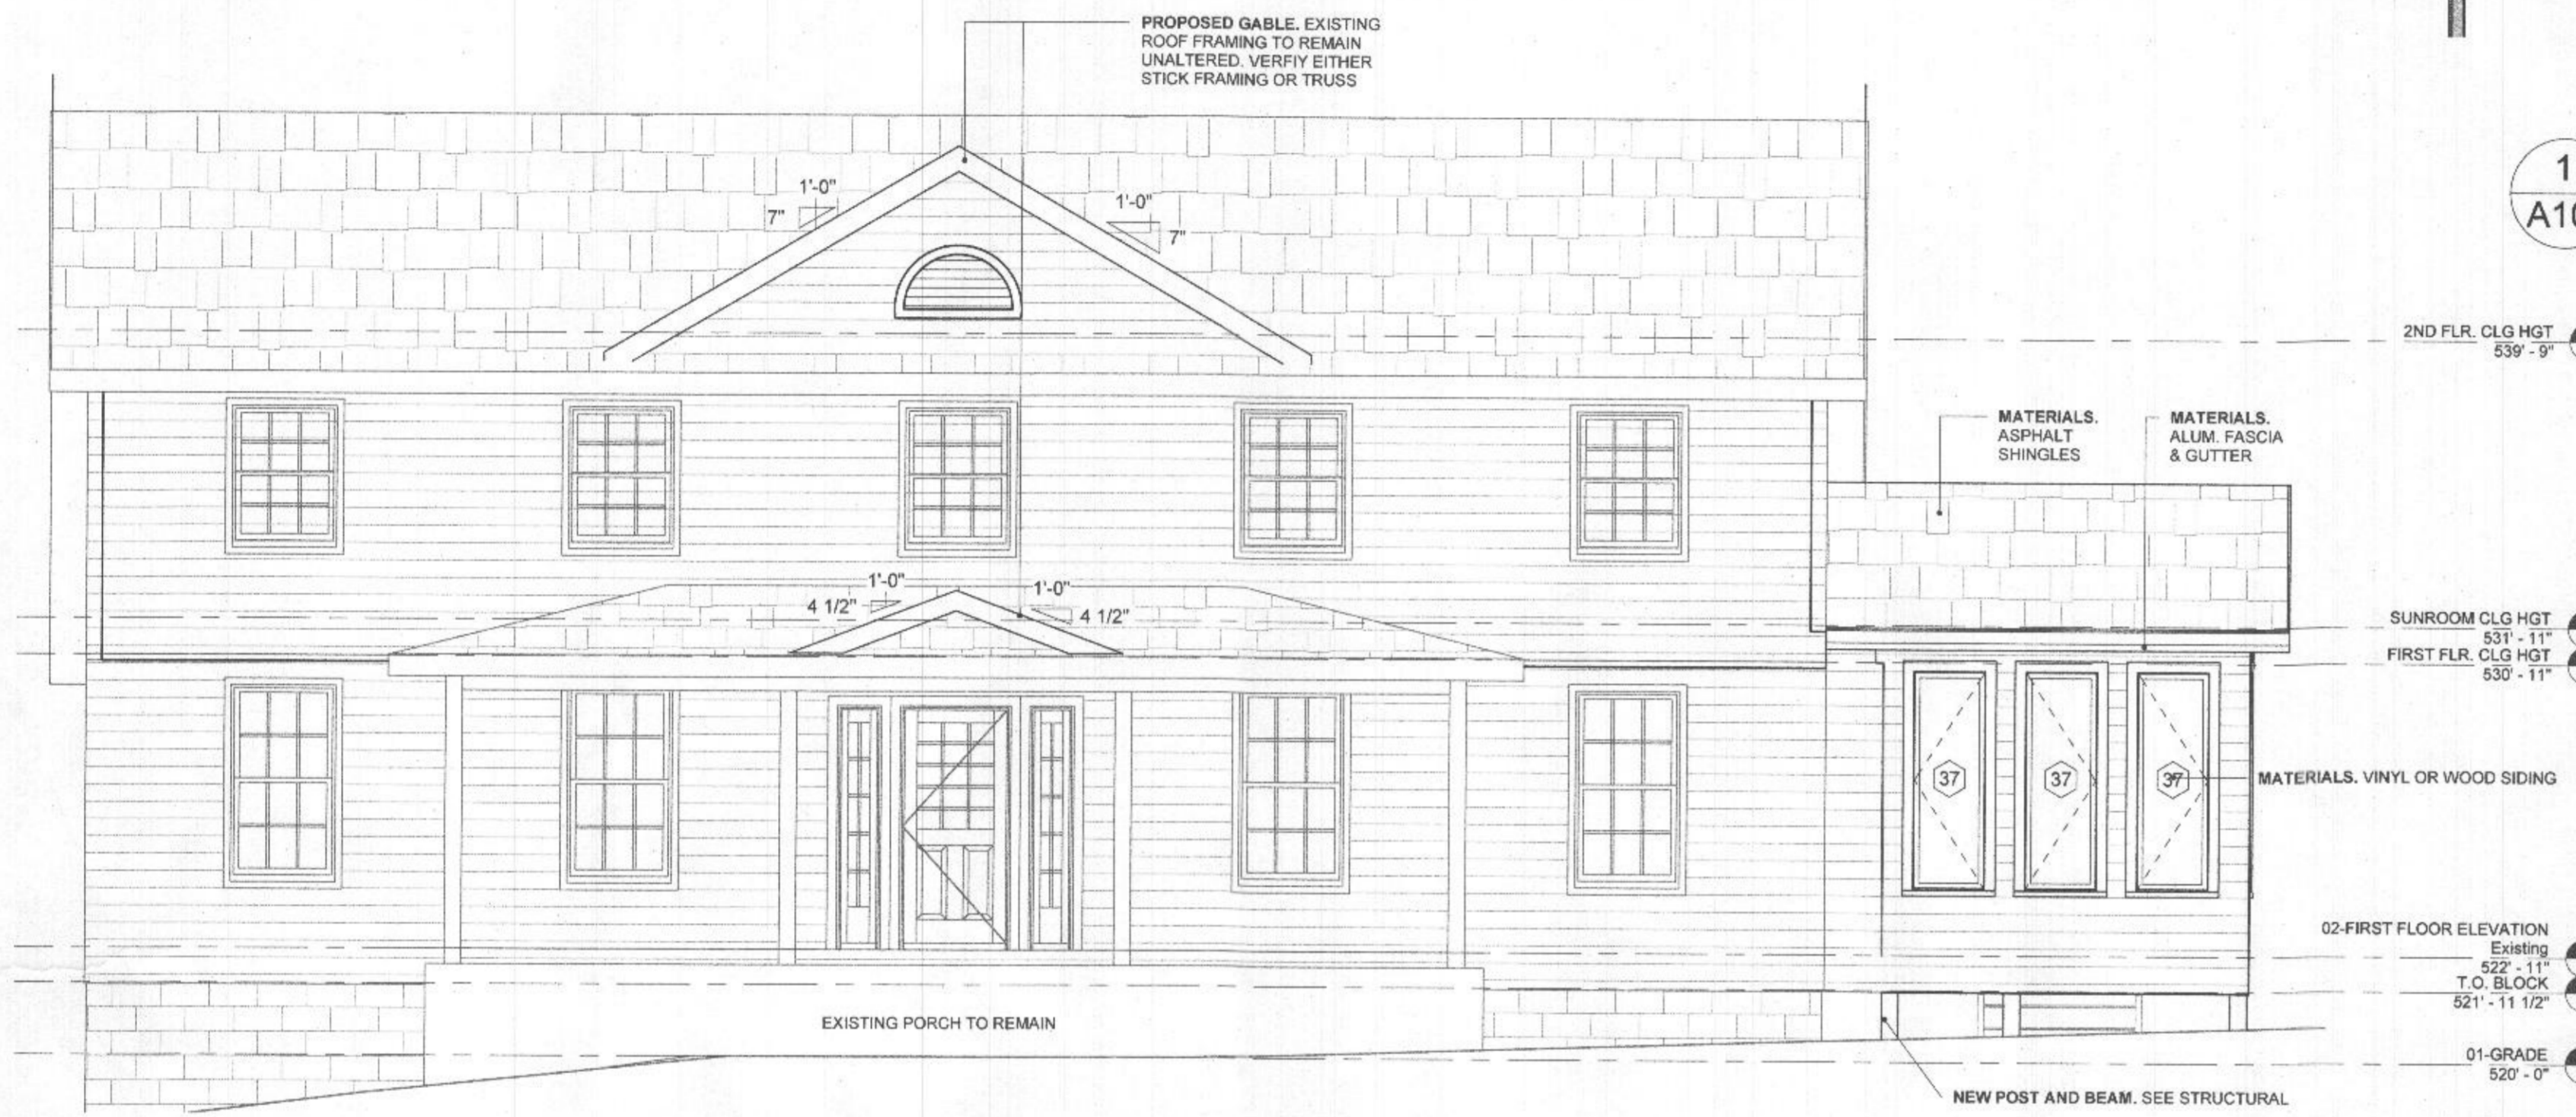 PROPOSED GABLE. EXISTING
ROOF FRAMING TO REMAIN
UNALTERED. VERFIY EITHER
STICK FRAMING OR TRUSS
1'-0"
7"
1'-0"
7"
1
2ND FLR. CLG HGT
539' - 9"
MATERIALS.
ASPHALT
SHINGLES
MATERIALS.
ALUM. FASCIA
& GUTTER
1'-0"
4 1/2"
1'-0"
4 1/2"
SUNROOM CLG HGT
531' - 11"
FIRST FLR. CLG HGT
530' - 11"
37
37
37
MATERIALS. VINYL OR WOOD SIDING
02-FIRST FLOOR ELEVATION
Existing
522' - 11"
T.O. BLOCK
521' - 11 1/2"
EXISTING PORCH TO REMAIN
01-GRADE
520' - 0"
NEW POST AND BEAM. SEE STRUCTURAL